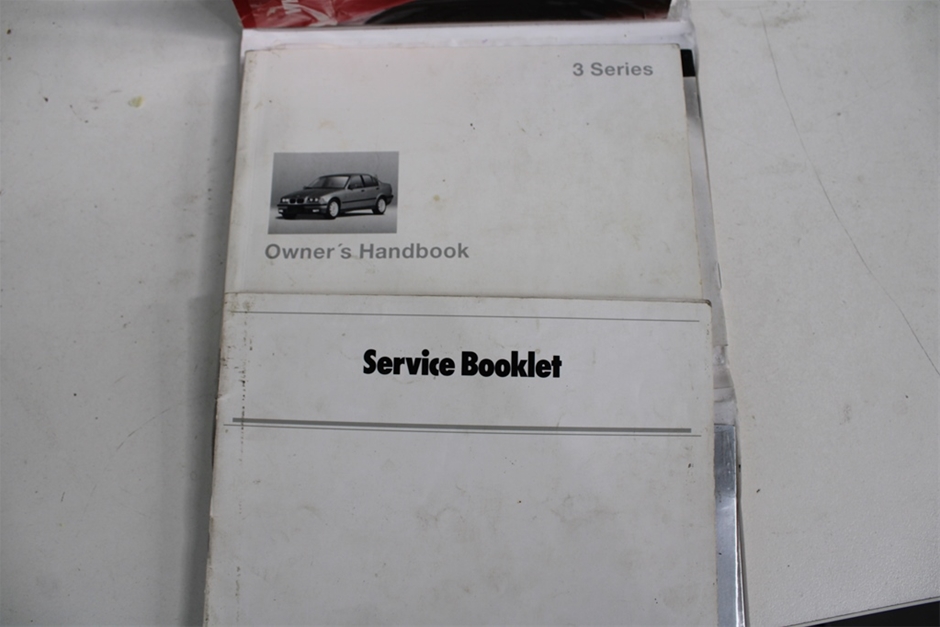 3 Series
Owner´s Handbook
Service Booklet